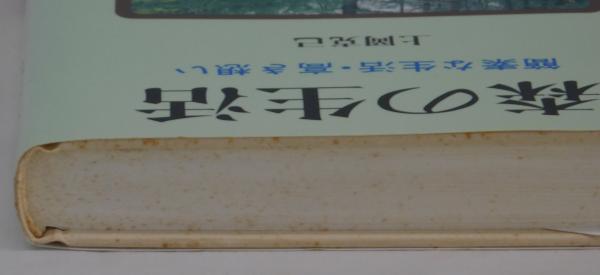 森の生活
簡素な生活・高き想い
上岡克己